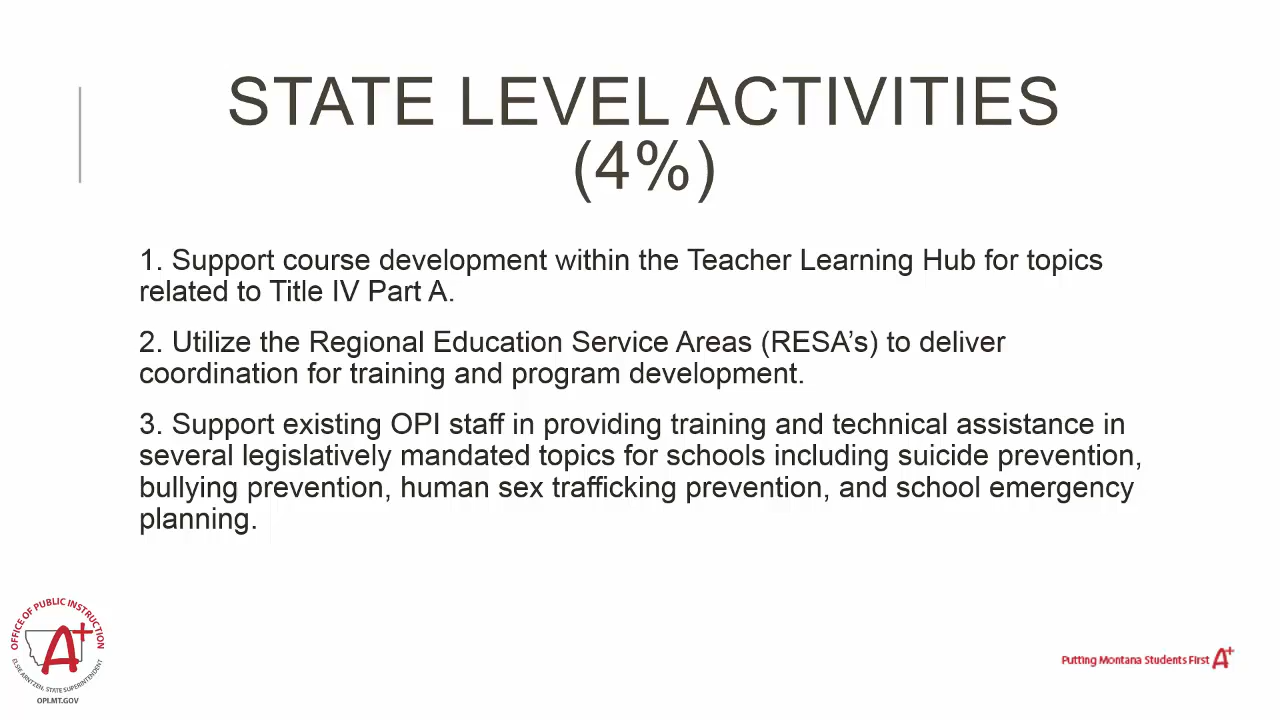 STATE LEVEL ACTIVITIES
(4%)
1. Support course development within the Teacher Learning Hub for topics
related to Title IV Part A.
2. Utilize the Regional Education Service Areas (RESA’s) to deliver
coordination for training and program development.
3. Support existing OPI staff in providing training and technical assistance in
several legislatively mandated topics for schools including suicide prevention,
bullying prevention, human sex trafficking prevention, and school emergency
planning.
OFFICE OF PUBLIC INSTRUCTION
A+
ELSIE ARNTZEN, STATE SUPERINTENDENT
OPI.MT.GOV
Putting Montana Students First A+